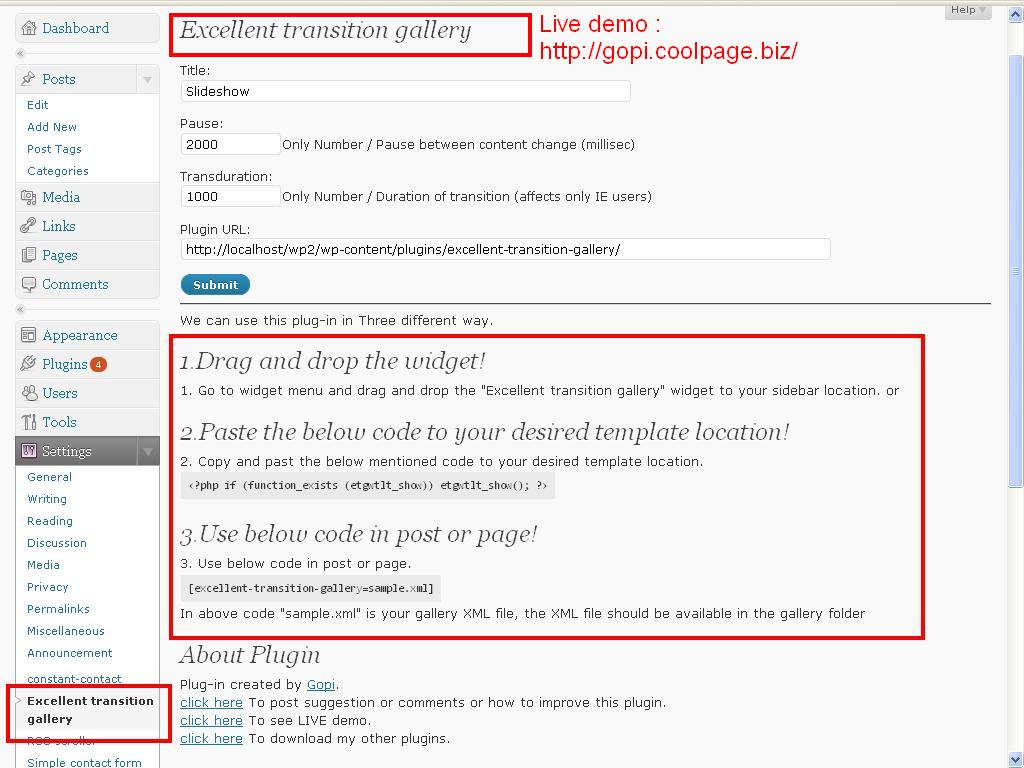 Help
Dashboard
Posts
Edit
Add New
Post Tags
Categories
Media
Links
Pages
Comments
Appearance
Plugins 4
Users
Tools
Settings
General
Writing
Reading
Discussion
Media
Privacy
Permalinks
Miscellaneous
Announcement
constant-contact
Excellent transition
gallery
Simple contact form
Excellent transition gallery
Live demo :
http://gopi.coolpage.biz/
Title:
Slideshow
Pause:
2000 Only Number / Pause between content change (millisec)
Transduration:
1000 Only Number / Duration of transition (affects only IE users)
Plugin URL:
http://localhost/wp2/wp-content/plugins/excellent-transition-gallery/
Submit
We can use this plug-in in Three different way.
1.Drag and drop the widget!
1. Go to widget menu and drag and drop the "Excellent transition gallery" widget to your sidebar location. or
2.Paste the below code to your desired template location!
2. Copy and past the below mentioned code to your desired template location.
<?php if (function_exists (etgwtlt_show)) etgwtlt_show(); ?>
3.Use below code in post or page!
3. Use below code in post or page.
[excellent-transition-gallery=sample.xml]
In above code "sample.xml" is your gallery XML file, the XML file should be available in the gallery folder
About Plugin
Plug-in created by Gopi.
click here To post suggestion or comments or how to improve this plugin.
click here To see LIVE demo.
click here To download my other plugins.